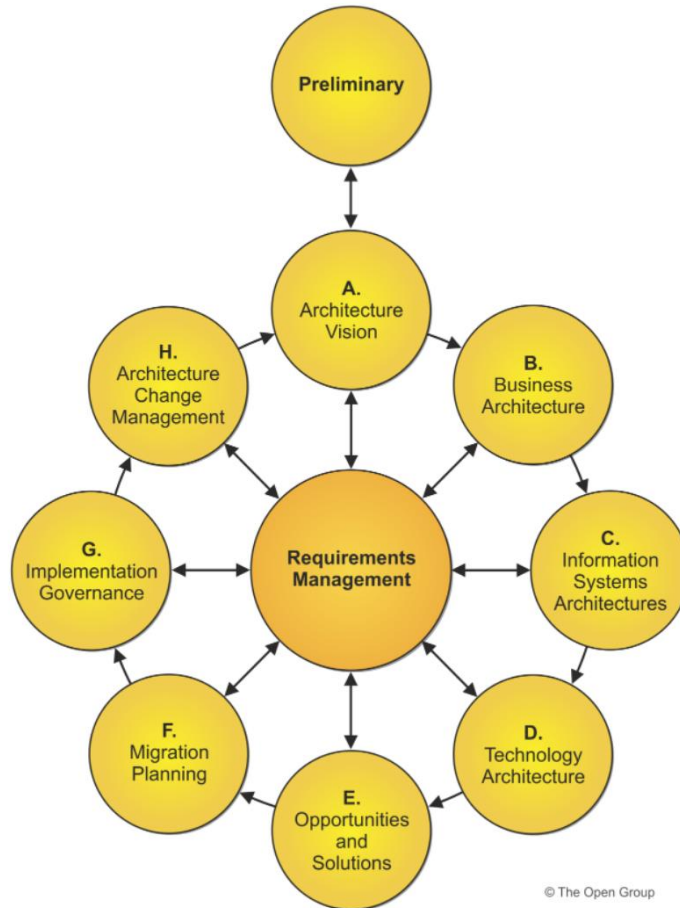 Preliminary
A.
Architecture
Vision
B.
Business
Architecture
C.
Information
Systems
Architectures
D.
Technology
Architecture
E.
Opportunities
and
Solutions
F.
Migration
Planning
G.
Implementation
Governance
H.
Architecture
Change
Management
Requirements
Management
© The Open Group